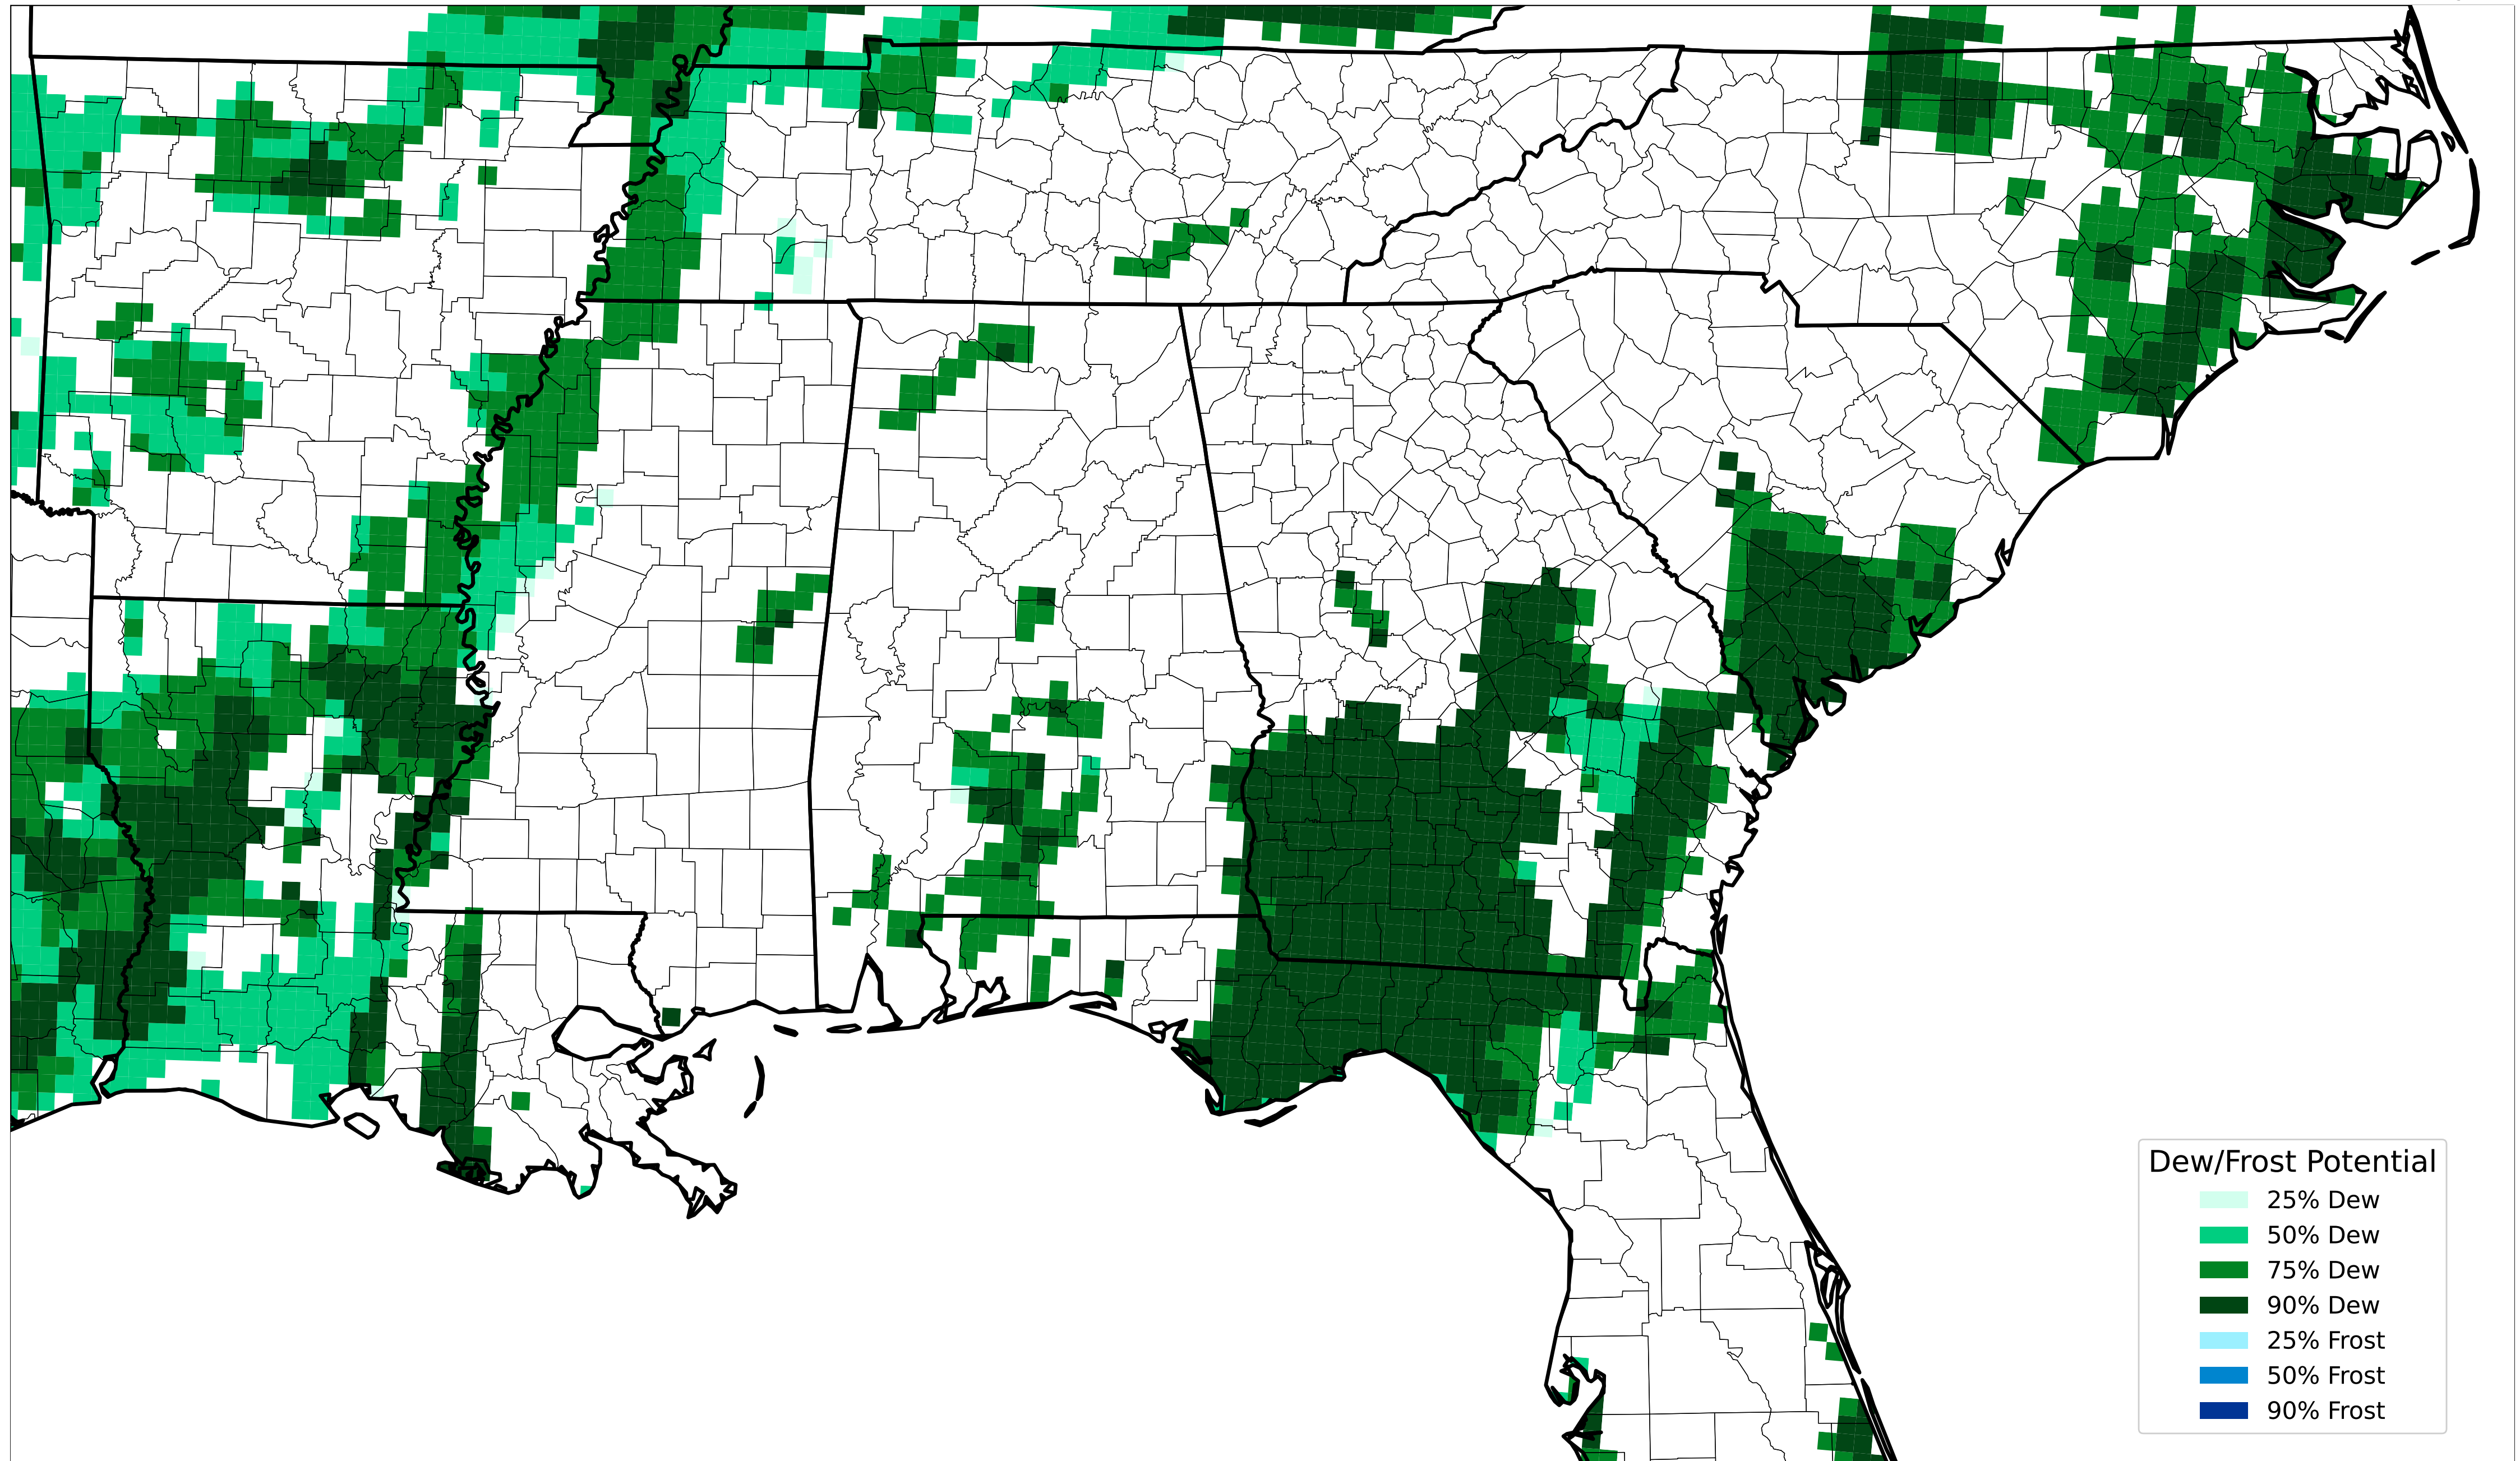 Dew/Frost Potential
25% Dew
50% Dew
75% Dew
90% Dew
25% Frost
50% Frost
90% Frost